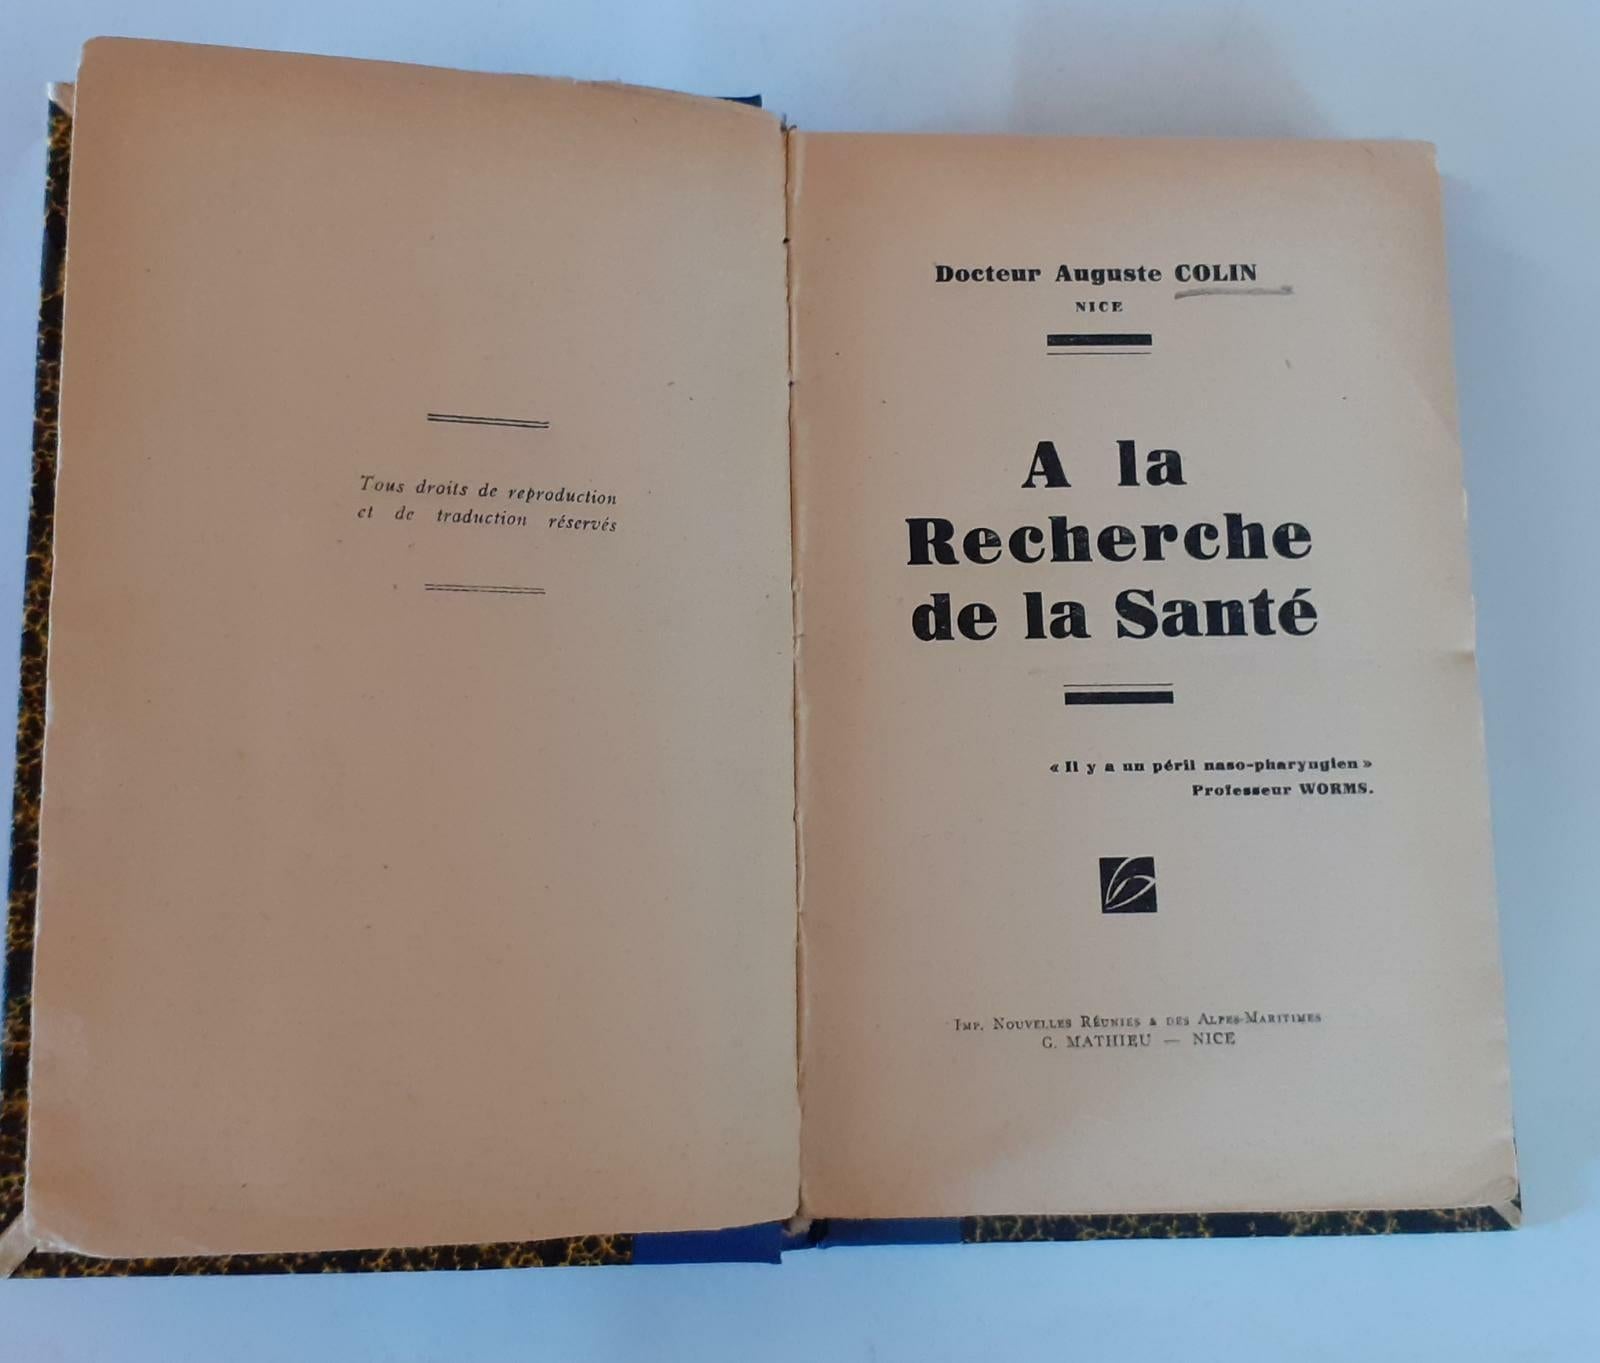 Tous droits de reproduction
et de traduction réservés
Docteur Auguste COLIN
NICE
A la
Recherche
de la Santé
« Il y a un péril naso-pharyngien »
Professeur WORMS.
IMP. NOUVELLES RÉUNIES & DES ALPES-MARITIMES
G. MATHIEU — NICE